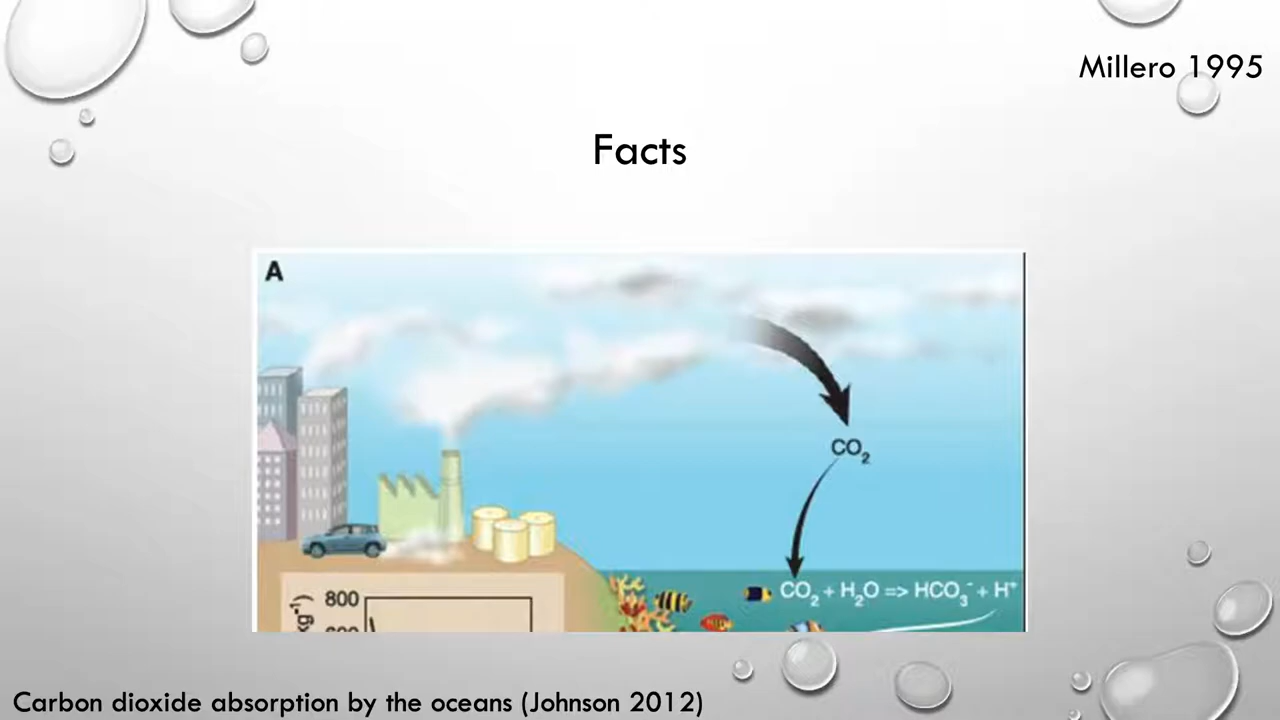 Millero 1995
Facts
A
CO₂
CO₂ + H₂O => HCO₃⁻ + H⁺
800
Carbon dioxide absorption by the oceans (Johnson 2012)